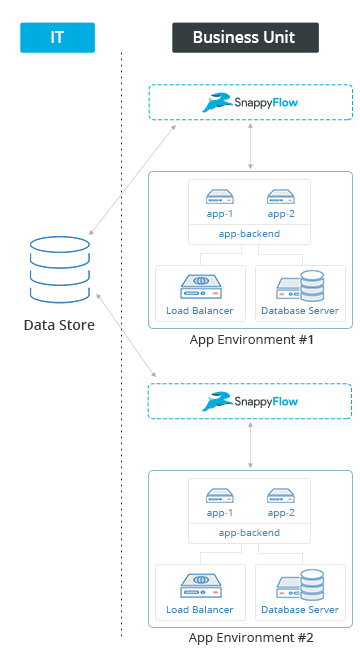 IT
Business Unit
SnappyFlow
app-1
app-2
app-backend
Load Balancer
Database Server
App Environment #1
Data Store
SnappyFlow
app-1
app-2
app-backend
Load Balancer
Database Server
App Environment #2